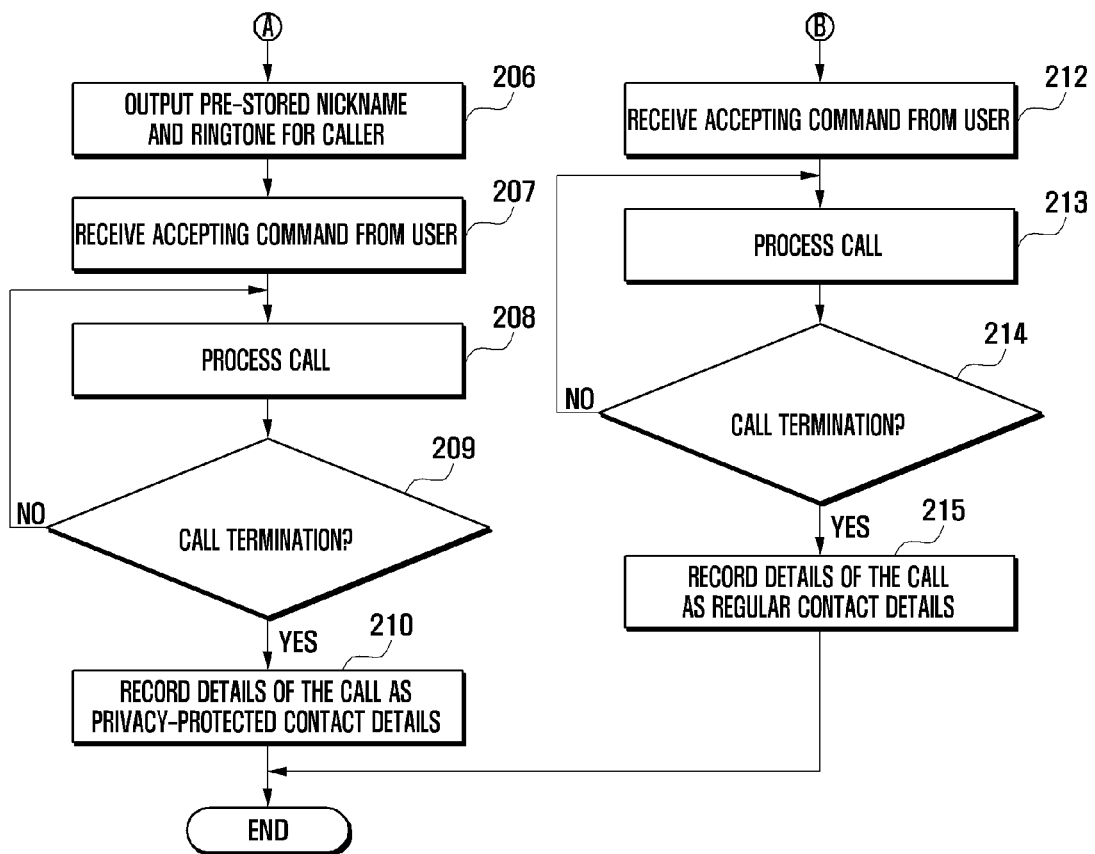 A
206
OUTPUT PRE-STORED NICKNAME
AND RINGTONE FOR CALLER
207
RECEIVE ACCEPTING COMMAND FROM USER
208
PROCESS CALL
209
NO
CALL TERMINATION?
YES
210
RECORD DETAILS OF THE CALL AS
PRIVACY-PROTECTED CONTACT DETAILS
END
B
212
RECEIVE ACCEPTING COMMAND FROM USER
213
PROCESS CALL
214
NO
CALL TERMINATION?
YES
215
RECORD DETAILS OF THE CALL
AS REGULAR CONTACT DETAILS